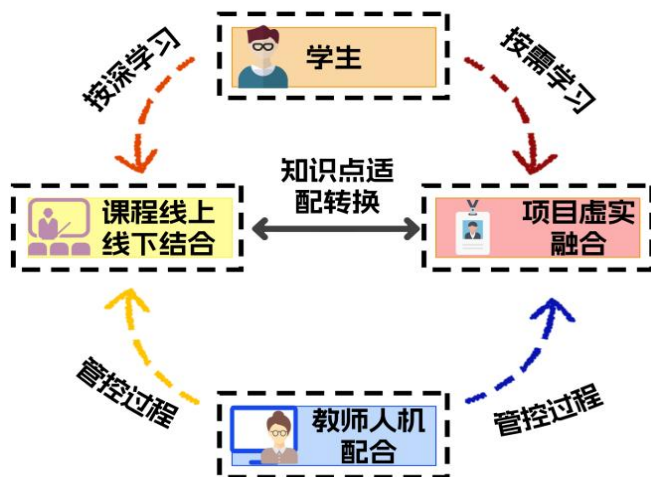 学生
按深学习
按需学习
知识点适
配转换
课程线上
线下结合
项目虚实
融合
管控过程
教师人机
配合
管控过程